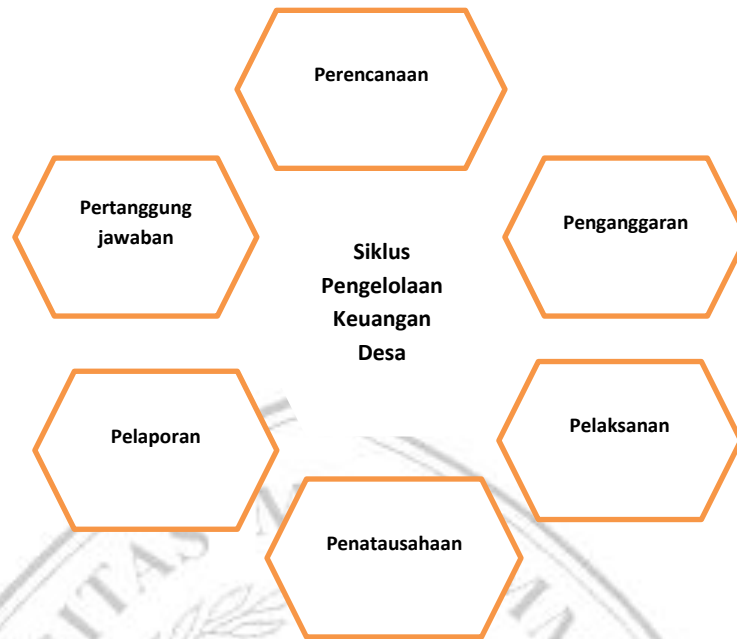 Perencanaan
Penganggaran
Pelaksanan
Penatausahaan
Pelaporan
Pertanggung
jawaban
Siklus
Pengelolaan
Keuangan
Desa